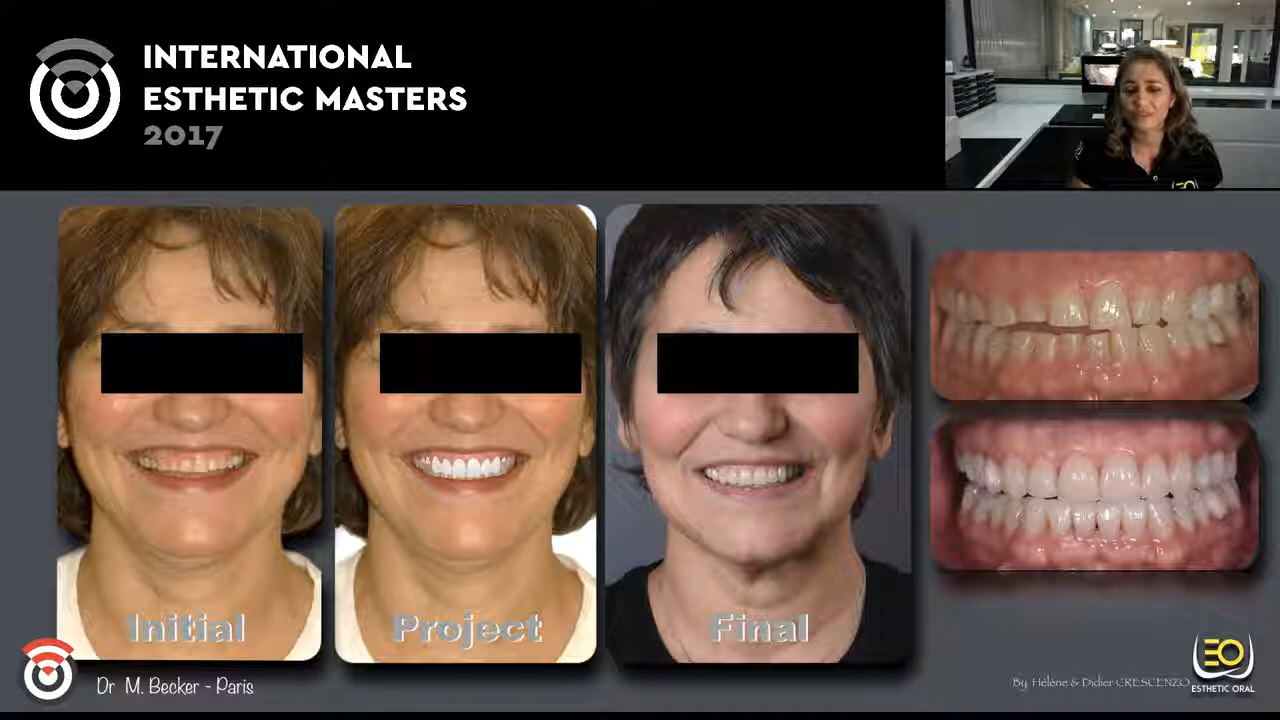 INTERNATIONAL
ESTHETIC MASTERS
2017
Initial
Project
Final
Dr M. Becker - Paris
By Hélène & Didier CRESCENZO
EO
ESTHETIC ORAL